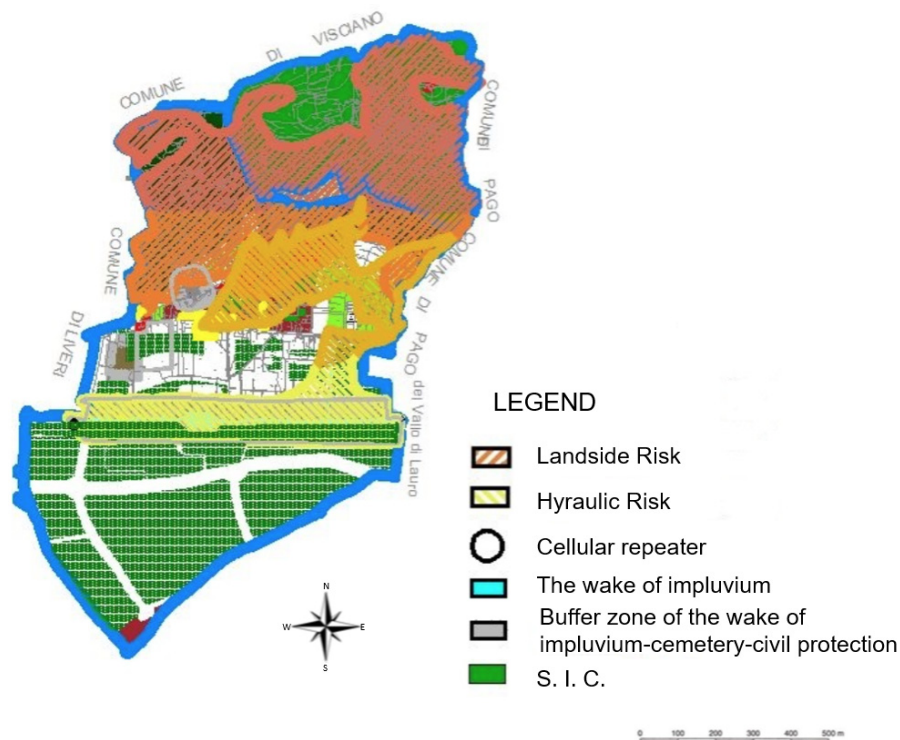 COMUNE DI VISCIANO
COMUNE DI PAGO
COMUNE DI PAGO del Vallo di Lauro
COMUNE DI LIVERI
LEGEND
Landside Risk
Hyraulic Risk
Cellular repeater
The wake of impluvium
Buffer zone of the wake of
impluvium-cemetery-civil protection
S. I. C.
N
W E
S
0 100 200 300 400 500 m